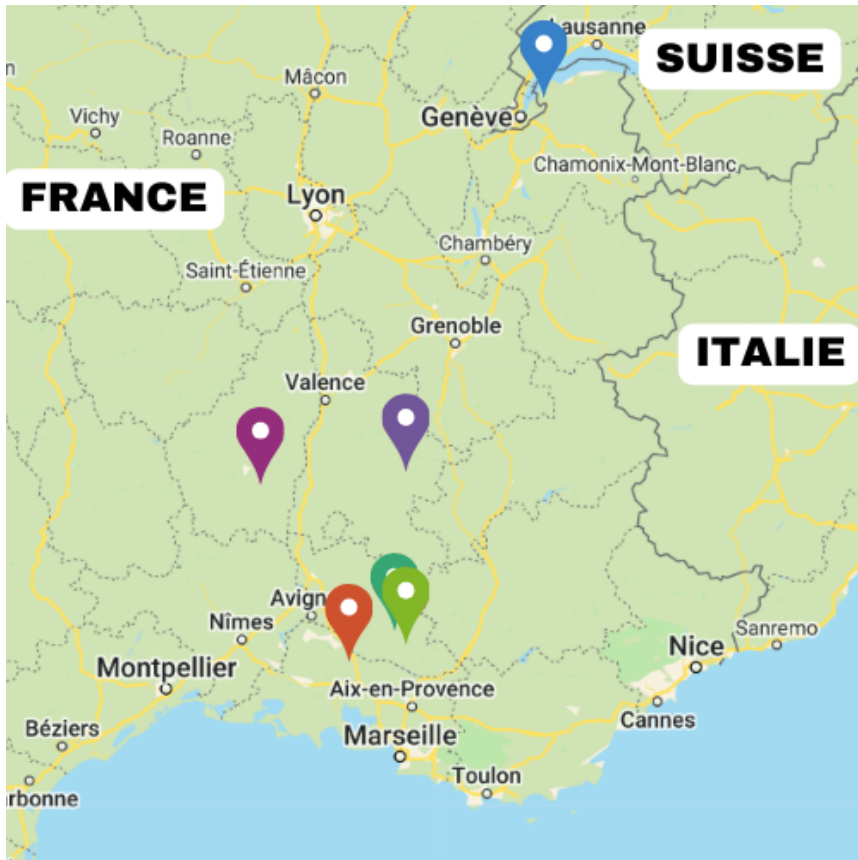 Lausanne
SUISSE
Mâcon
Genève
Vichy
Roanne
Chamonix-Mont-Blanc
FRANCE
Lyon
Chambéry
Saint-Étienne
Grenoble
ITALIE
Valence
Avign
Nîmes
Sanremo
Nice
Montpellier
Aix-en-Provence
Cannes
Béziers
Marseille
Toulon
rbonne